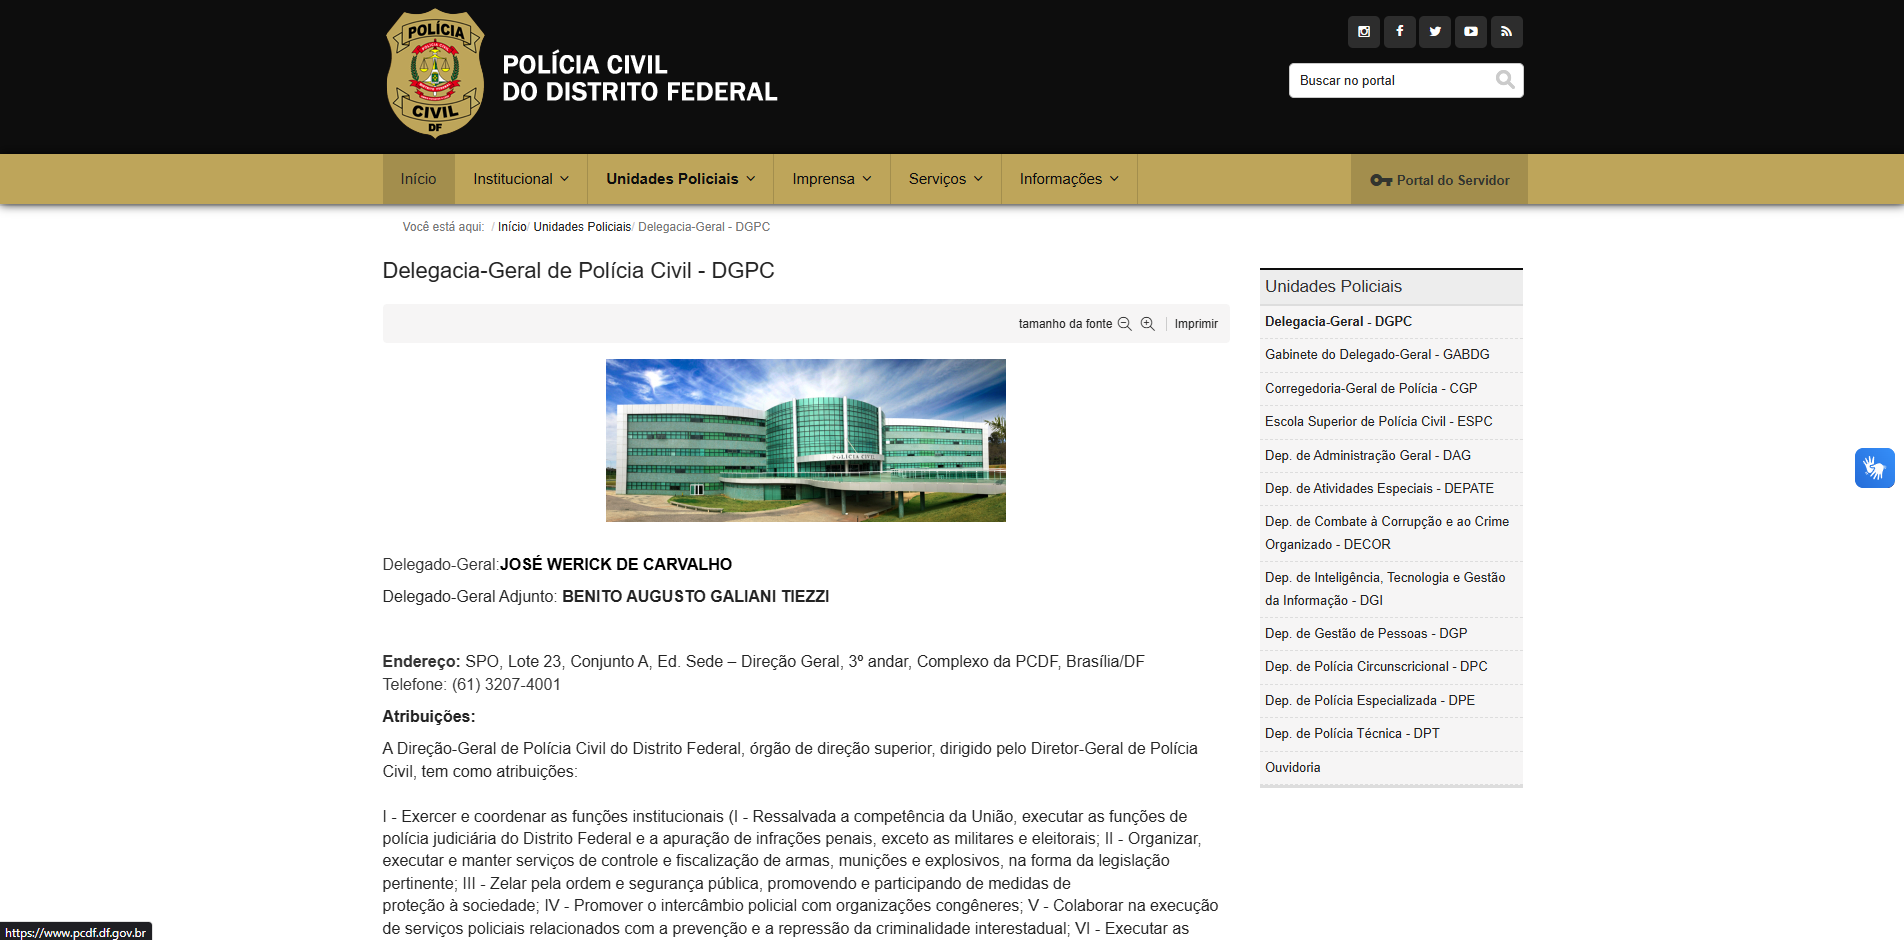 POLÍCIA
CIVIL
DF
POLÍCIA CIVIL
DO DISTRITO FEDERAL
Buscar no portal
Início
Institucional
Unidades Policiais
Imprensa
Serviços
Informações
Portal do Servidor
Você está aqui: / Início/ Unidades Policiais/ Delegacia-Geral - DGPC
Delegacia-Geral de Polícia Civil - DGPC
tamanho da fonte
Imprimir
POLÍCIA CIVIL
Delegado-Geral:JOSÉ WERICK DE CARVALHO
Delegado-Geral Adjunto: BENITO AUGUSTO GALIANI TIEZZI
Endereço: SPO, Lote 23, Conjunto A, Ed. Sede – Direção Geral, 3º andar, Complexo da PCDF, Brasília/DF
Telefone: (61) 3207-4001
Atribuições:
A Direção-Geral de Polícia Civil do Distrito Federal, órgão de direção superior, dirigido pelo Diretor-Geral de Polícia
Civil, tem como atribuições:
I - Exercer e coordenar as funções institucionais (I - Ressalvada a competência da União, executar as funções de
polícia judiciária do Distrito Federal e a apuração de infrações penais, exceto as militares e eleitorais; II - Organizar,
executar e manter serviços de controle e fiscalização de armas, munições e explosivos, na forma da legislação
pertinente; III - Zelar pela ordem e segurança pública, promovendo e participando de medidas de
proteção à sociedade; IV - Promover o intercâmbio policial com organizações congêneres; V - Colaborar na execução
de serviços policiais relacionados com a prevenção e a repressão da criminalidade interestadual; VI - Executar as
Unidades Policiais
Delegacia-Geral - DGPC
Gabinete do Delegado-Geral - GABDG
Corregedoria-Geral de Polícia - CGP
Escola Superior de Polícia Civil - ESPC
Dep. de Administração Geral - DAG
Dep. de Atividades Especiais - DEPATE
Dep. de Combate à Corrupção e ao Crime
Organizado - DECOR
Dep. de Inteligência, Tecnologia e Gestão
da Informação - DGI
Dep. de Gestão de Pessoas - DGP
Dep. de Polícia Circunscricional - DPC
Dep. de Polícia Especializada - DPE
Dep. de Polícia Técnica - DPT
Ouvidoria
https://www.pcdf.df.gov.br